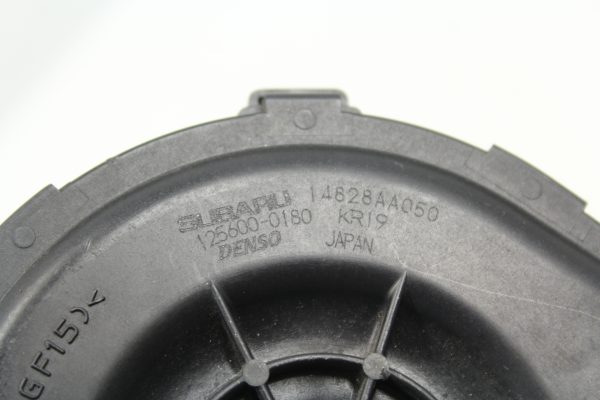 SUBARU 14828AA050
125600-0180 KR19
DENSO JAPAN
GF15)<